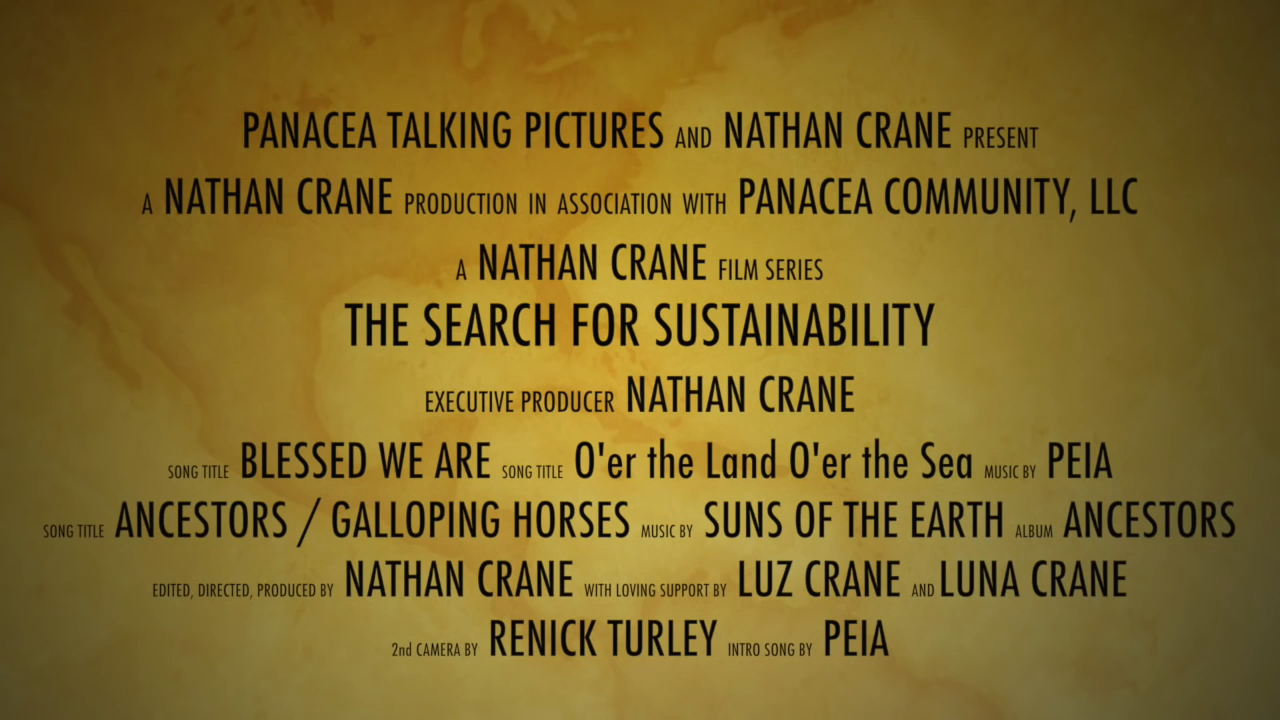 PANACEA TALKING PICTURES AND NATHAN CRANE PRESENT
A NATHAN CRANE PRODUCTION IN ASSOCIATION WITH PANACEA COMMUNITY, LLC
A NATHAN CRANE FILM SERIES
THE SEARCH FOR SUSTAINABILITY
EXECUTIVE PRODUCER NATHAN CRANE
SONG TITLE BLESSED WE ARE SONG TITLE O'er the Land O'er the Sea MUSIC BY PEIA
SONG TITLE ANCESTORS / GALLOPING HORSES MUSIC BY SUNS OF THE EARTH ALBUM ANCESTORS
EDITED, DIRECTED, PRODUCED BY NATHAN CRANE WITH LOVING SUPPORT BY LUZ CRANE AND LUNA CRANE
2nd CAMERA BY RENICK TURLEY INTRO SONG BY PEIA